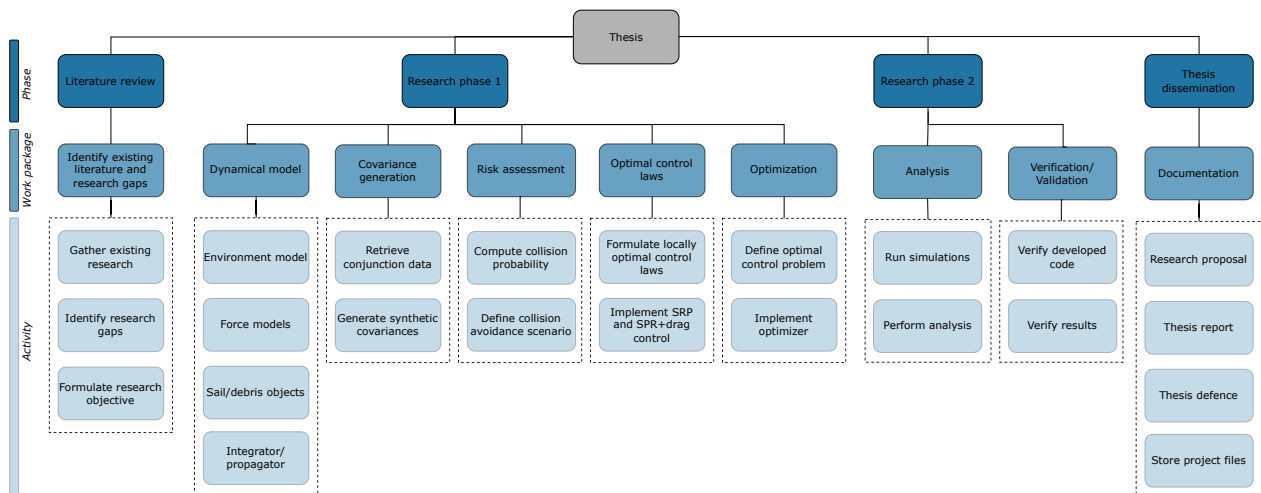 Thesis
Phase
Literature review
Research phase 1
Research phase 2
Thesis
dissemination
Work package
Identify existing
literature and
research gaps
Dynamical model
Covariance
generation
Risk assessment
Optimal control
laws
Optimization
Analysis
Verification/
Validation
Documentation
Activity
Gather existing
research
Identify research
gaps
Formulate research
objective
Environment model
Force models
Sail/debris objects
Integrator/
propagator
Retrieve
conjunction data
Generate synthetic
covariances
Compute collision
probability
Define collision
avoidance scenario
Formulate locally
optimal control
laws
Implement SRP
and SPR+drag
control
Define optimal
control problem
Implement
optimizer
Run simulations
Perform analysis
Verify developed
code
Verify results
Research proposal
Thesis report
Thesis defence
Store project files